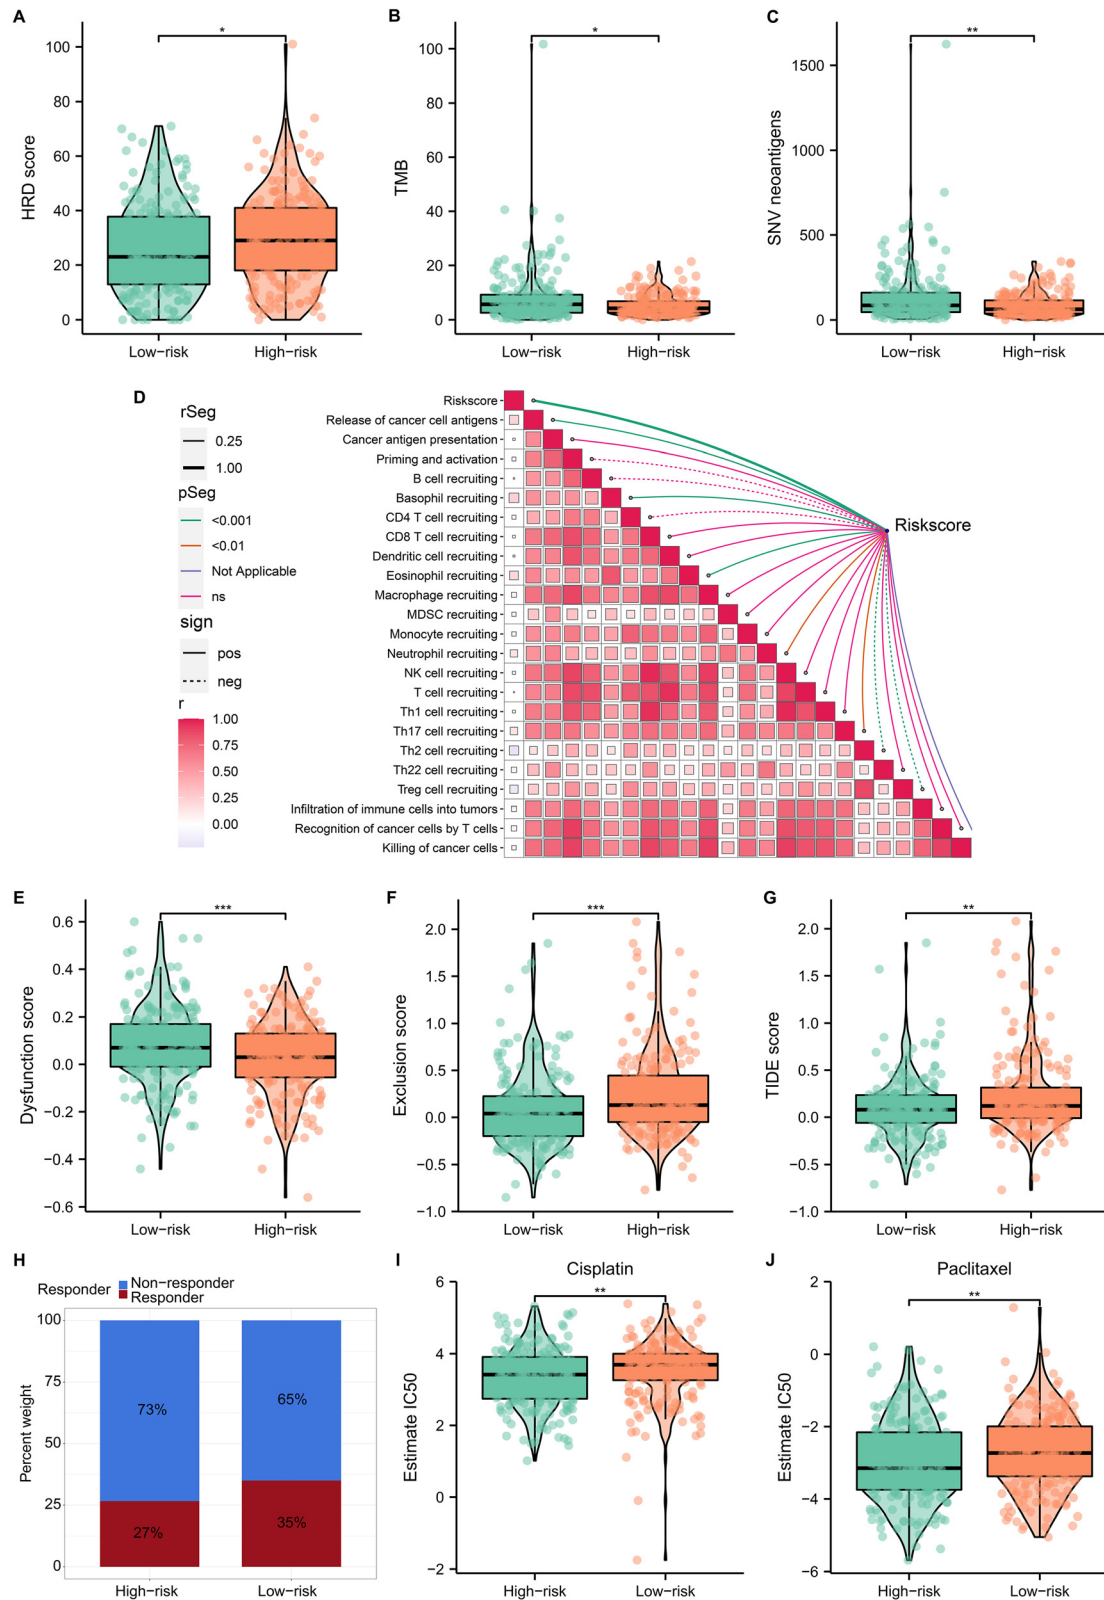 A
*
100
80
60
40
20
0
HRD score
Low−risk
High−risk
B
*
100
80
60
40
20
0
TMB
Low−risk
High−risk
C
**
1500
1000
500
0
SNV neoantigens
Low−risk
High−risk
D
rSeg
0.25
1.00
pSeg
<0.001
<0.01
Not Applicable
ns
sign
pos
neg
r
1.00
0.75
0.50
0.25
0.00
Riskscore
Release of cancer cell antigens
Cancer antigen presentation
Priming and activation
B cell recruiting
Basophil recruiting
CD4 T cell recruiting
CD8 T cell recruiting
Dendritic cell recruiting
Eosinophil recruiting
Macrophage recruiting
MDSC recruiting
Monocyte recruiting
Neutrophil recruiting
NK cell recruiting
T cell recruiting
Th1 cell recruiting
Th17 cell recruiting
Th2 cell recruiting
Th22 cell recruiting
Treg cell recruiting
Infiltration of immune cells into tumors
Recognition of cancer cells by T cells
Killing of cancer cells
Riskscore
E
***
0.6
0.4
0.2
0.0
−0.2
−0.4
−0.6
Dysfunction score
Low−risk
High−risk
F
***
2.0
1.5
1.0
0.5
0.0
−0.5
−1.0
Exclusion score
Low−risk
High−risk
G
**
2.0
1.5
1.0
0.5
0.0
−0.5
−1.0
TIDE score
Low−risk
High−risk
H
Responder
Non−responder
Responder
100
75
50
25
0
Percent weight
73%
65%
27%
35%
High−risk
Low−risk
I
Cisplatin
**
6
4
2
0
−2
Estimate IC50
High−risk
Low−risk
J
Paclitaxel
**
2
0
−2
−4
−6
Estimate IC50
High−risk
Low−risk